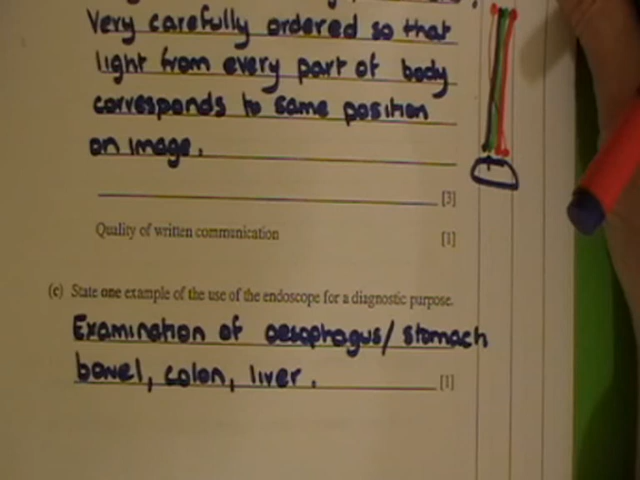 Very carefully ordered so that
light from every part of body
corresponds to same position
on image.
[3]
Quality of written communication [1]
(c) State one example of the use of the endoscope for a diagnostic purpose.
Examination of oesophagus/ stomach
bowel, colon, liver. [1]